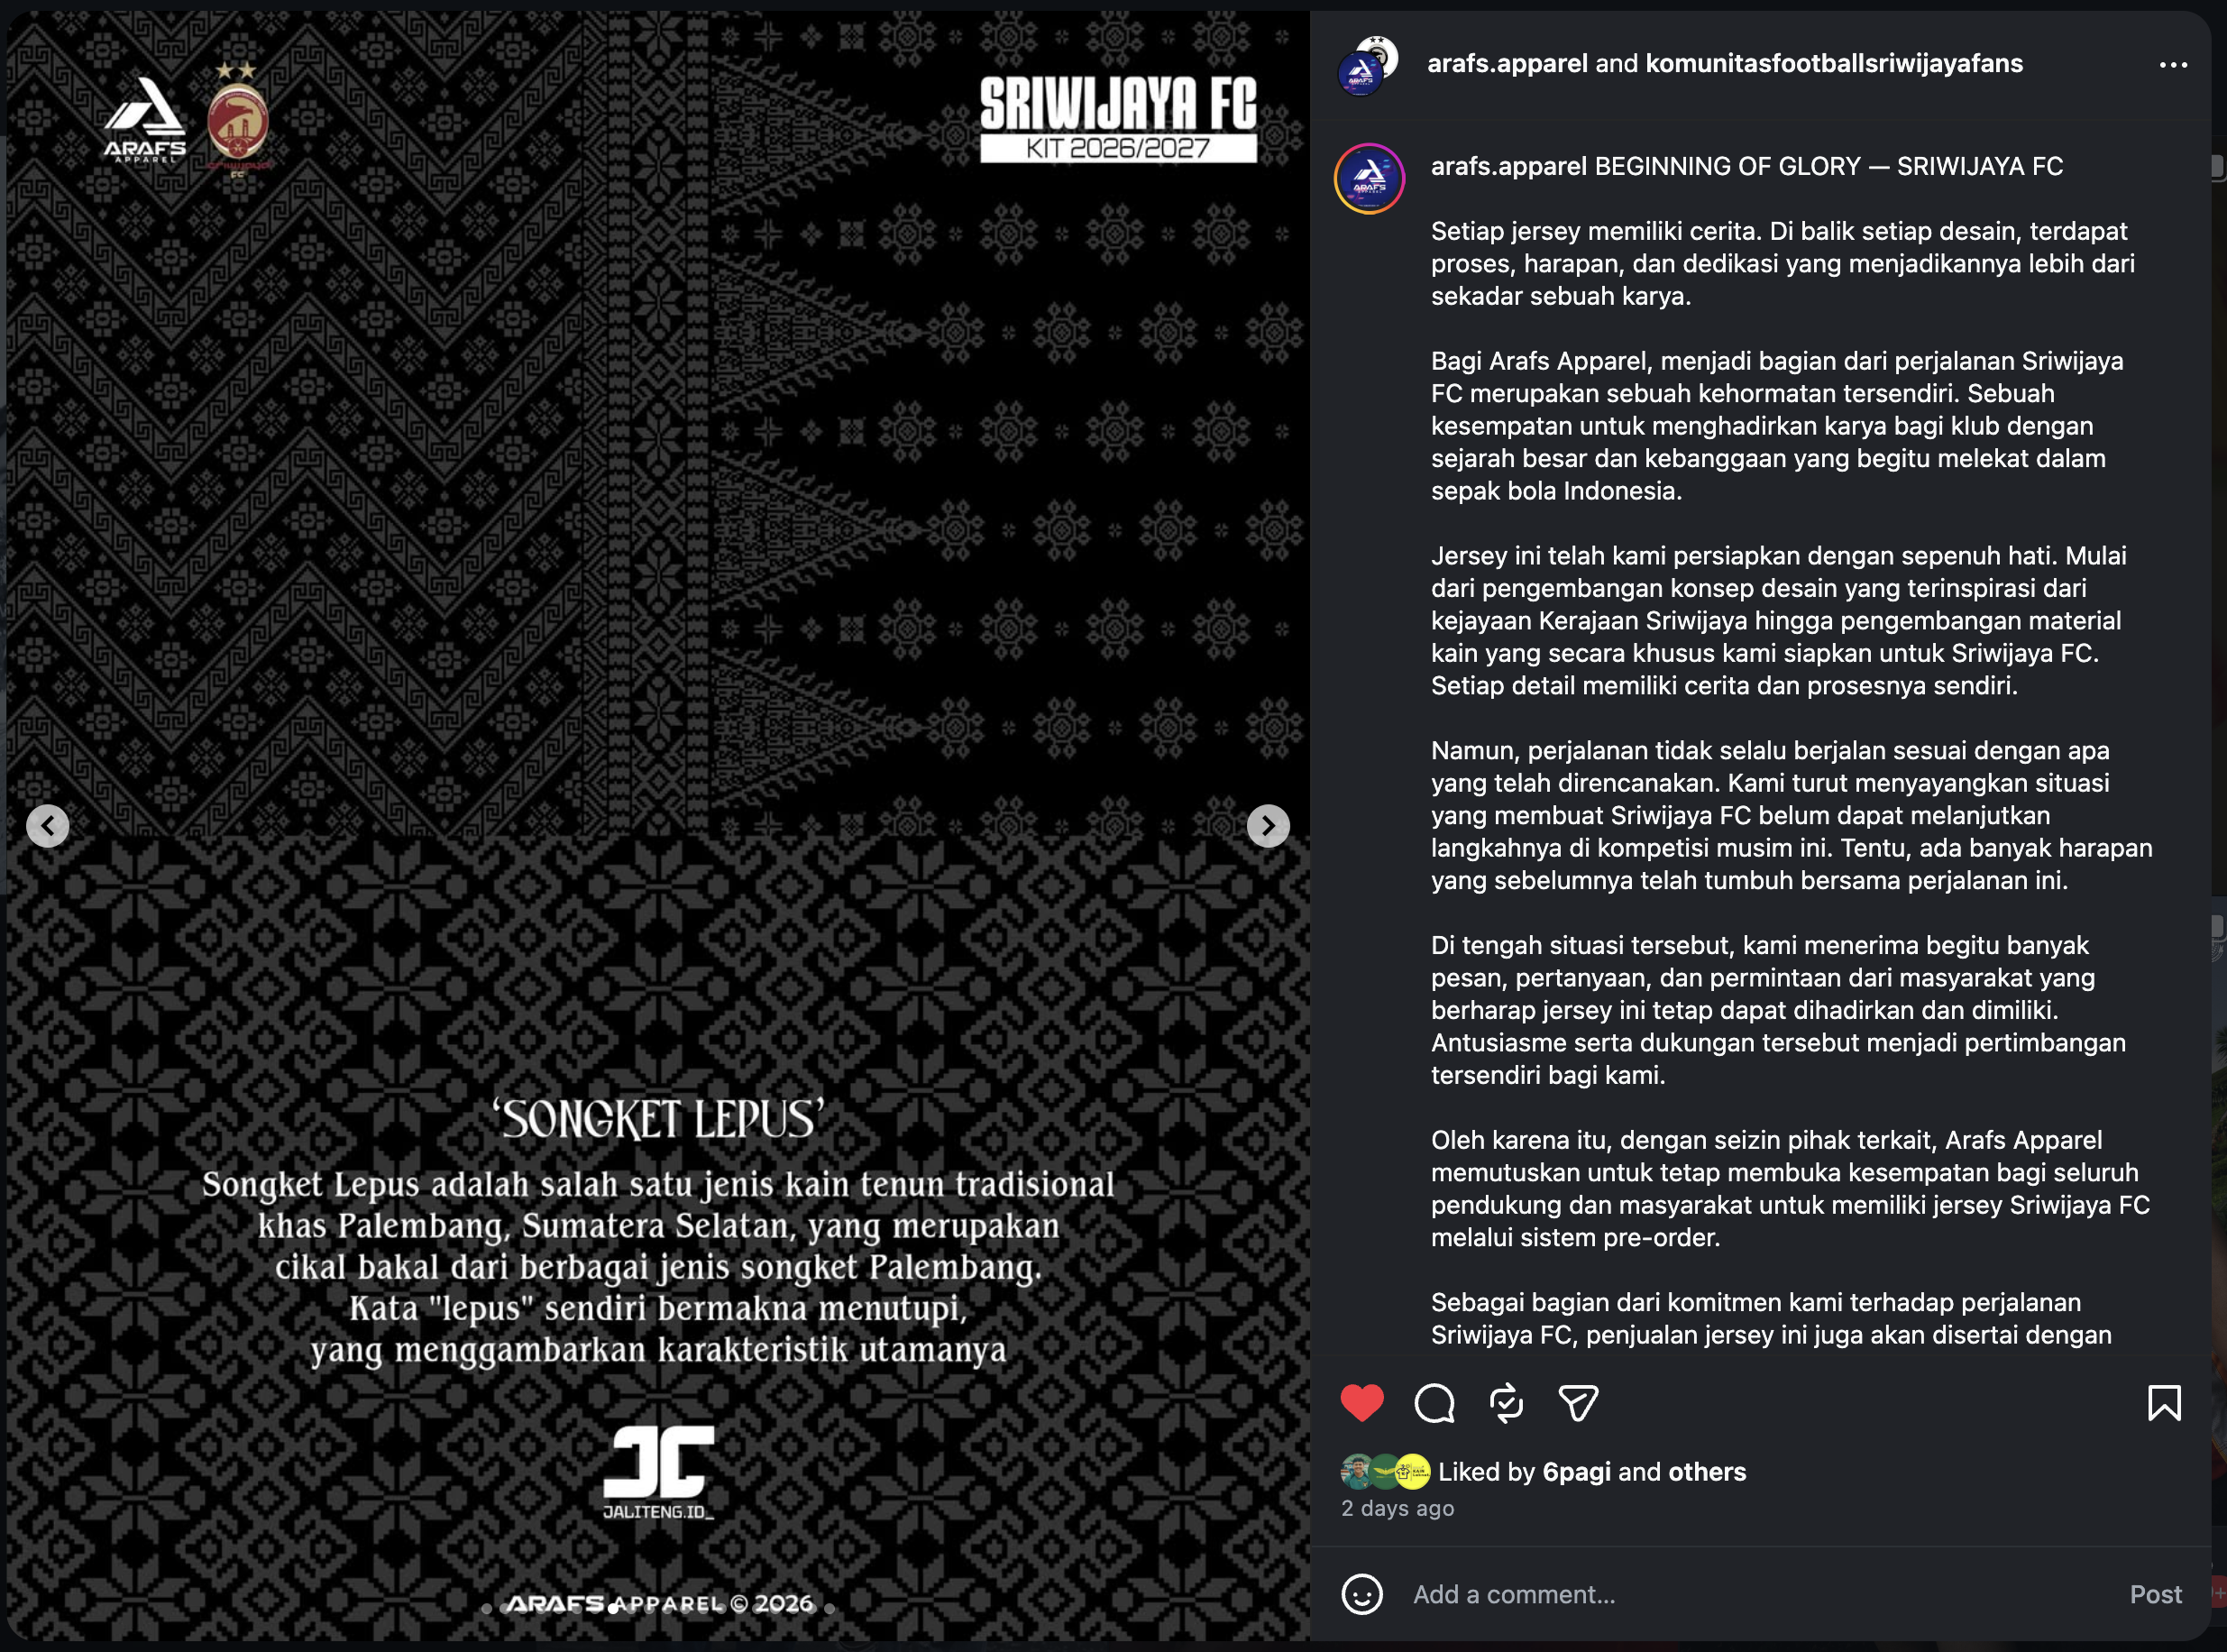 ARAFS
APPAREL
SRIWIJAYA
FC
SRIWIJAYA FC
KIT 2026/2027
'SONGKET LEPUS'
Songket Lepus adalah salah satu jenis kain tenun tradisional
khas Palembang, Sumatera Selatan, yang merupakan
cikal bakal dari berbagai jenis songket Palembang.
Kata "lepus" sendiri bermakna menutupi,
yang menggambarkan karakteristik utamanya
JC
JALITENG.ID_
ARAFS APPAREL © 2026
arafs.apparel and komunitasfootballsriwijayafans
arafs.apparel BEGINNING OF GLORY — SRIWIJAYA FC
Setiap jersey memiliki cerita. Di balik setiap desain, terdapat
proses, harapan, dan dedikasi yang menjadikannya lebih dari
sekadar sebuah karya.
Bagi Arafs Apparel, menjadi bagian dari perjalanan Sriwijaya
FC merupakan sebuah kehormatan tersendiri. Sebuah
kesempatan untuk menghadirkan karya bagi klub dengan
sejarah besar dan kebanggaan yang begitu melekat dalam
sepak bola Indonesia.
Jersey ini telah kami persiapkan dengan sepenuh hati. Mulai
dari pengembangan konsep desain yang terinspirasi dari
kejayaan Kerajaan Sriwijaya hingga pengembangan material
kain yang secara khusus kami siapkan untuk Sriwijaya FC.
Setiap detail memiliki cerita dan prosesnya sendiri.
Namun, perjalanan tidak selalu berjalan sesuai dengan apa
yang telah direncanakan. Kami turut menyayangkan situasi
yang membuat Sriwijaya FC belum dapat melanjutkan
langkahnya di kompetisi musim ini. Tentu, ada banyak harapan
yang sebelumnya telah tumbuh bersama perjalanan ini.
Di tengah situasi tersebut, kami menerima begitu banyak
pesan, pertanyaan, dan permintaan dari masyarakat yang
berharap jersey ini tetap dapat dihadirkan dan dimiliki.
Antusiasme serta dukungan tersebut menjadi pertimbangan
tersendiri bagi kami.
Oleh karena itu, dengan seizin pihak terkait, Arafs Apparel
memutuskan untuk tetap membuka kesempatan bagi seluruh
pendukung dan masyarakat untuk memiliki jersey Sriwijaya FC
melalui sistem pre-order.
Sebagai bagian dari komitmen kami terhadap perjalanan
Sriwijaya FC, penjualan jersey ini juga akan disertai dengan
Liked by 6pagi and others
2 days ago
Add a comment...
Post